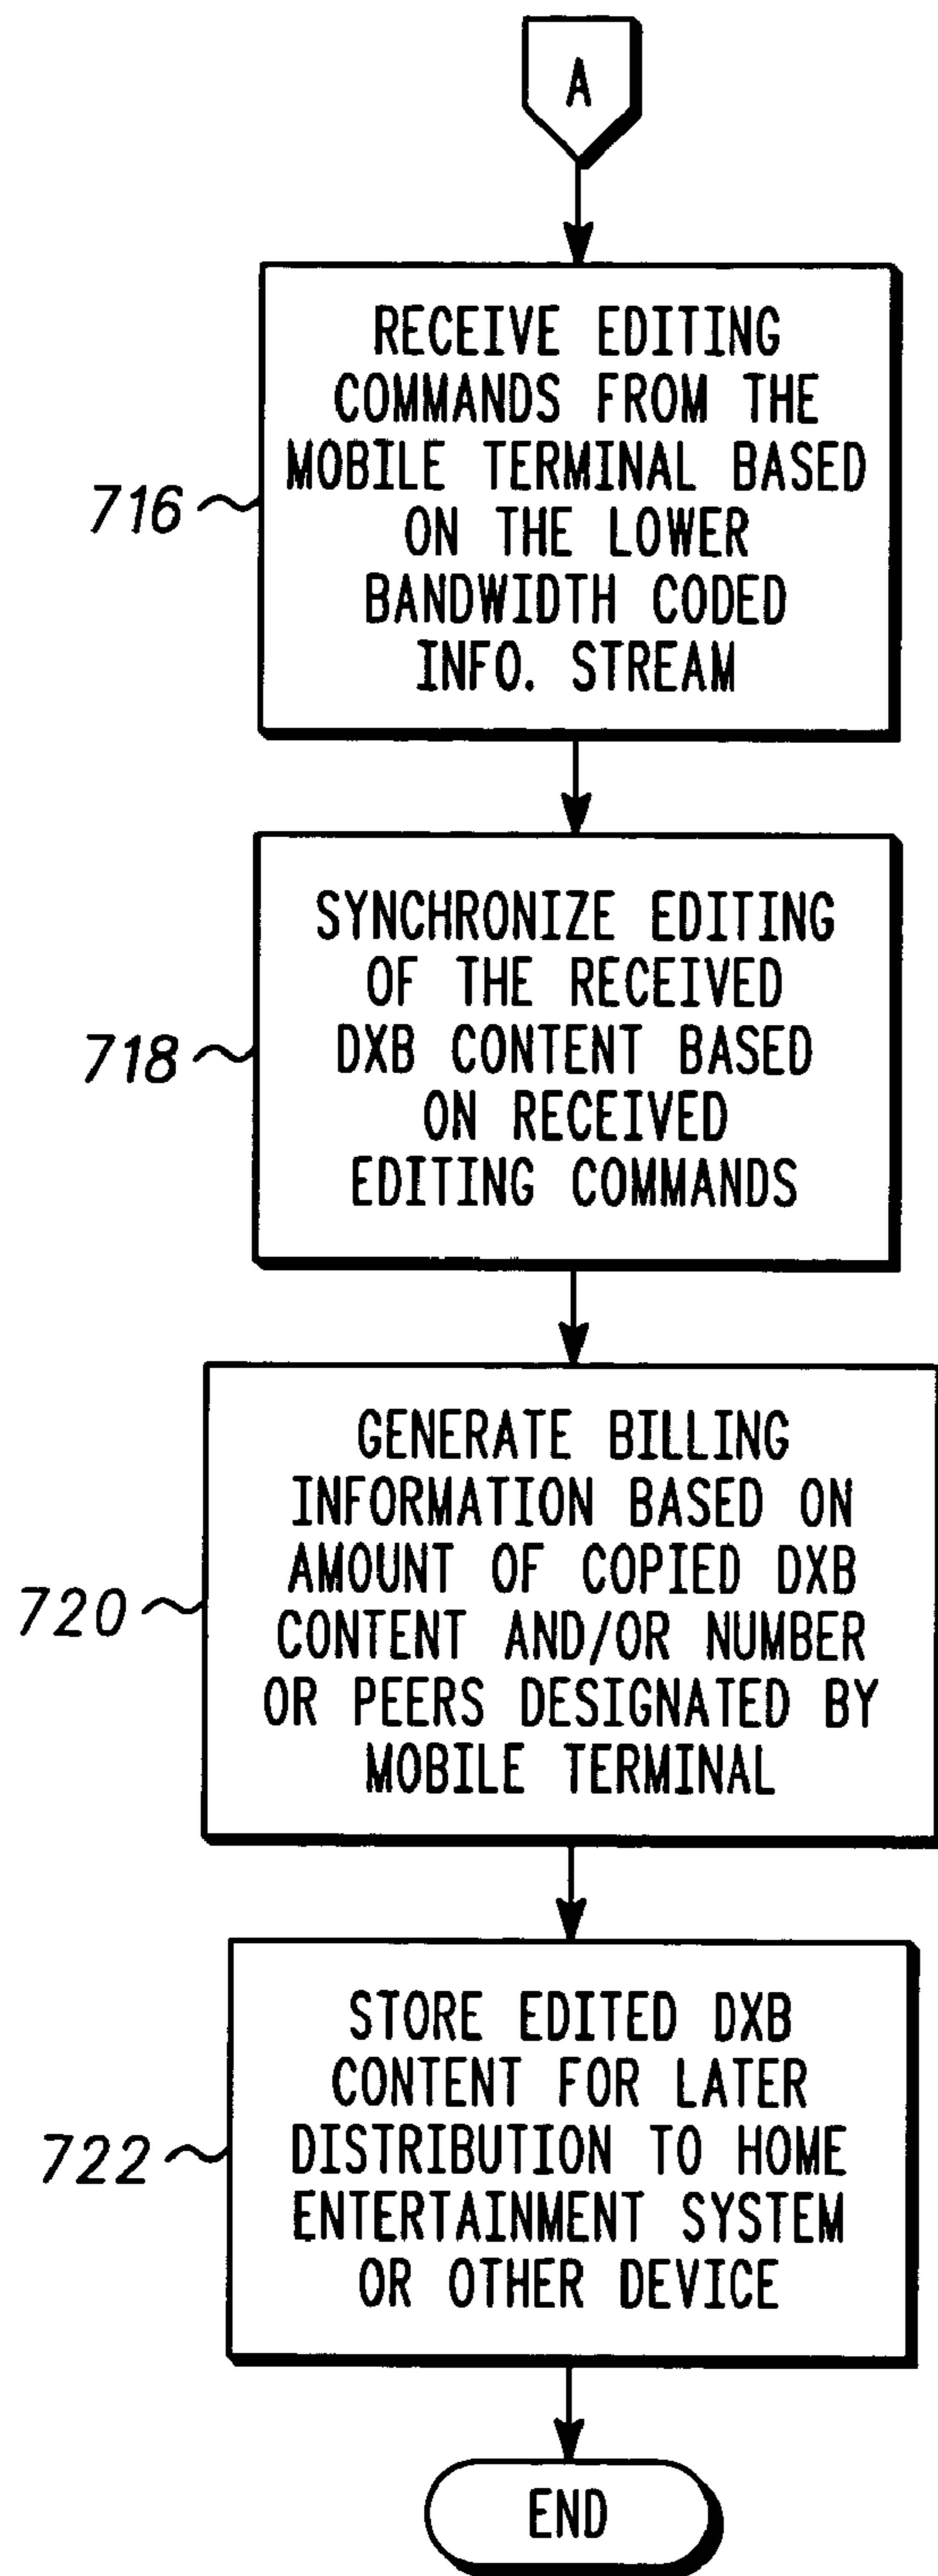 A
RECEIVE EDITING
COMMANDS FROM THE
MOBILE TERMINAL BASED
ON THE LOWER
BANDWIDTH CODED
INFO. STREAM
716
SYNCHRONIZE EDITING
OF THE RECEIVED
DXB CONTENT BASED
ON RECEIVED
EDITING COMMANDS
718
GENERATE BILLING
INFORMATION BASED ON
AMOUNT OF COPIED DXB
CONTENT AND/OR NUMBER
OR PEERS DESIGNATED BY
MOBILE TERMINAL
720
STORE EDITED DXB
CONTENT FOR LATER
DISTRIBUTION TO HOME
ENTERTAINMENT SYSTEM
OR OTHER DEVICE
722
END